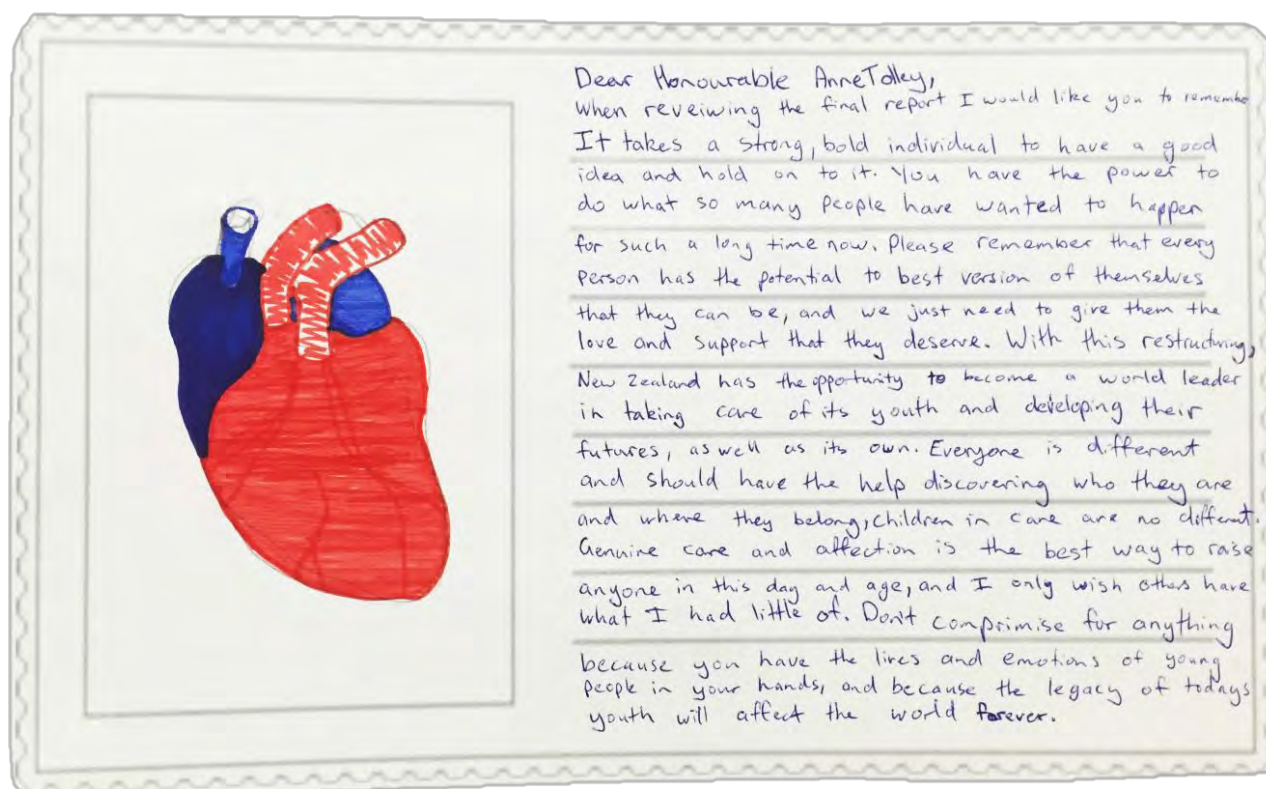 Dear Honourable Anne Tolley,
When reveiwing the final report I would like you to remember
It takes a strong, bold individual to have a good
idea and hold on to it. You have the power to
do what so many people have wanted to happen
for such a long time now. Please remember that every
person has the potential to best version of themselves
that they can be, and we just need to give them the
love and support that they deserve. With this restructuring,
New Zealand has the opportunity to become a world leader
in taking care of its youth and developing their
futures, as well as its own. Everyone is different
and should have the help discovering who they are
and where they belong, children in care are no different.
Genuine care and affection is the best way to raise
anyone in this day and age, and I only wish others have
what I had little of. Don't comprimise for anything
because you have the lives and emotions of young
people in your hands, and because the legacy of todays
youth will affect the world forever.